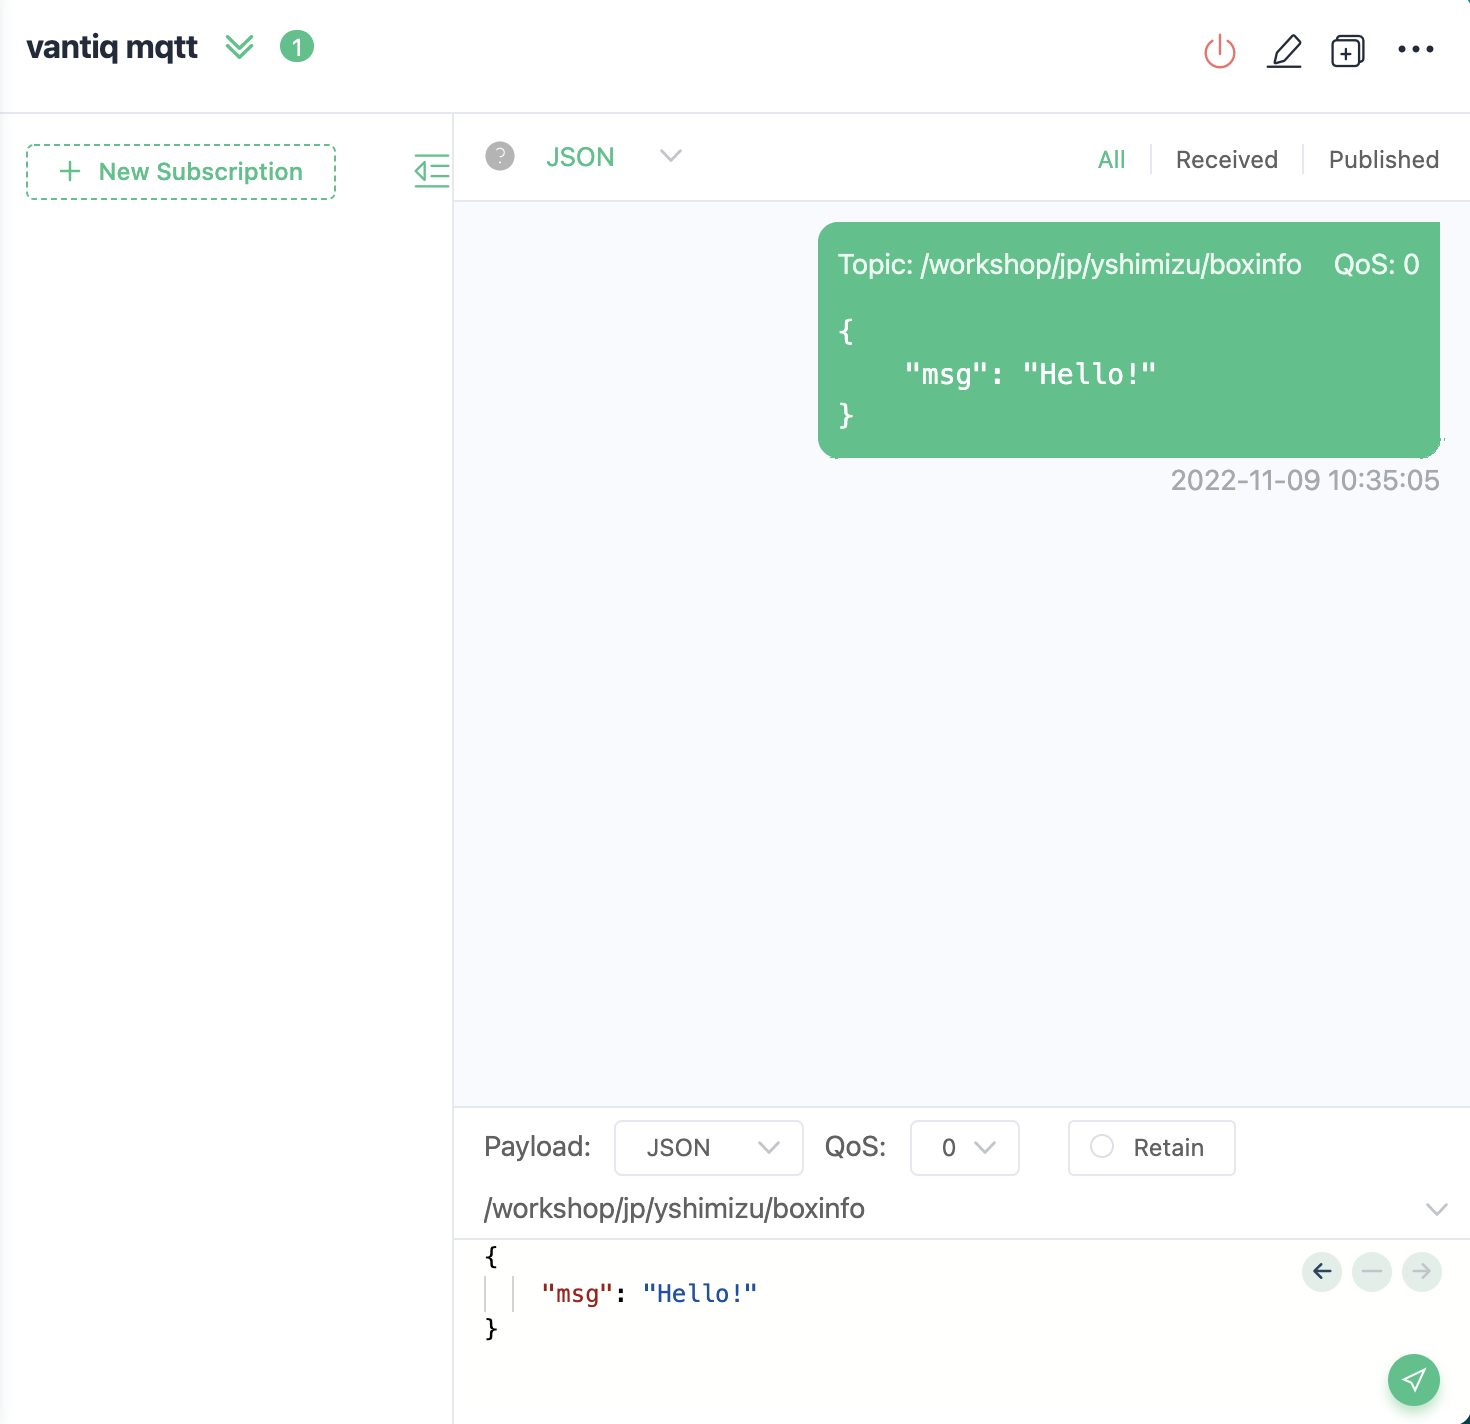 vantiq mqtt 1
+ New Subscription
? JSON
All Received Published
Topic: /workshop/jp/yshimizu/boxinfo QoS: 0
{
"msg": "Hello!"
}
2022-11-09 10:35:05
Payload: JSON QoS: 0 Retain
/workshop/jp/yshimizu/boxinfo
{
"msg": "Hello!"
}